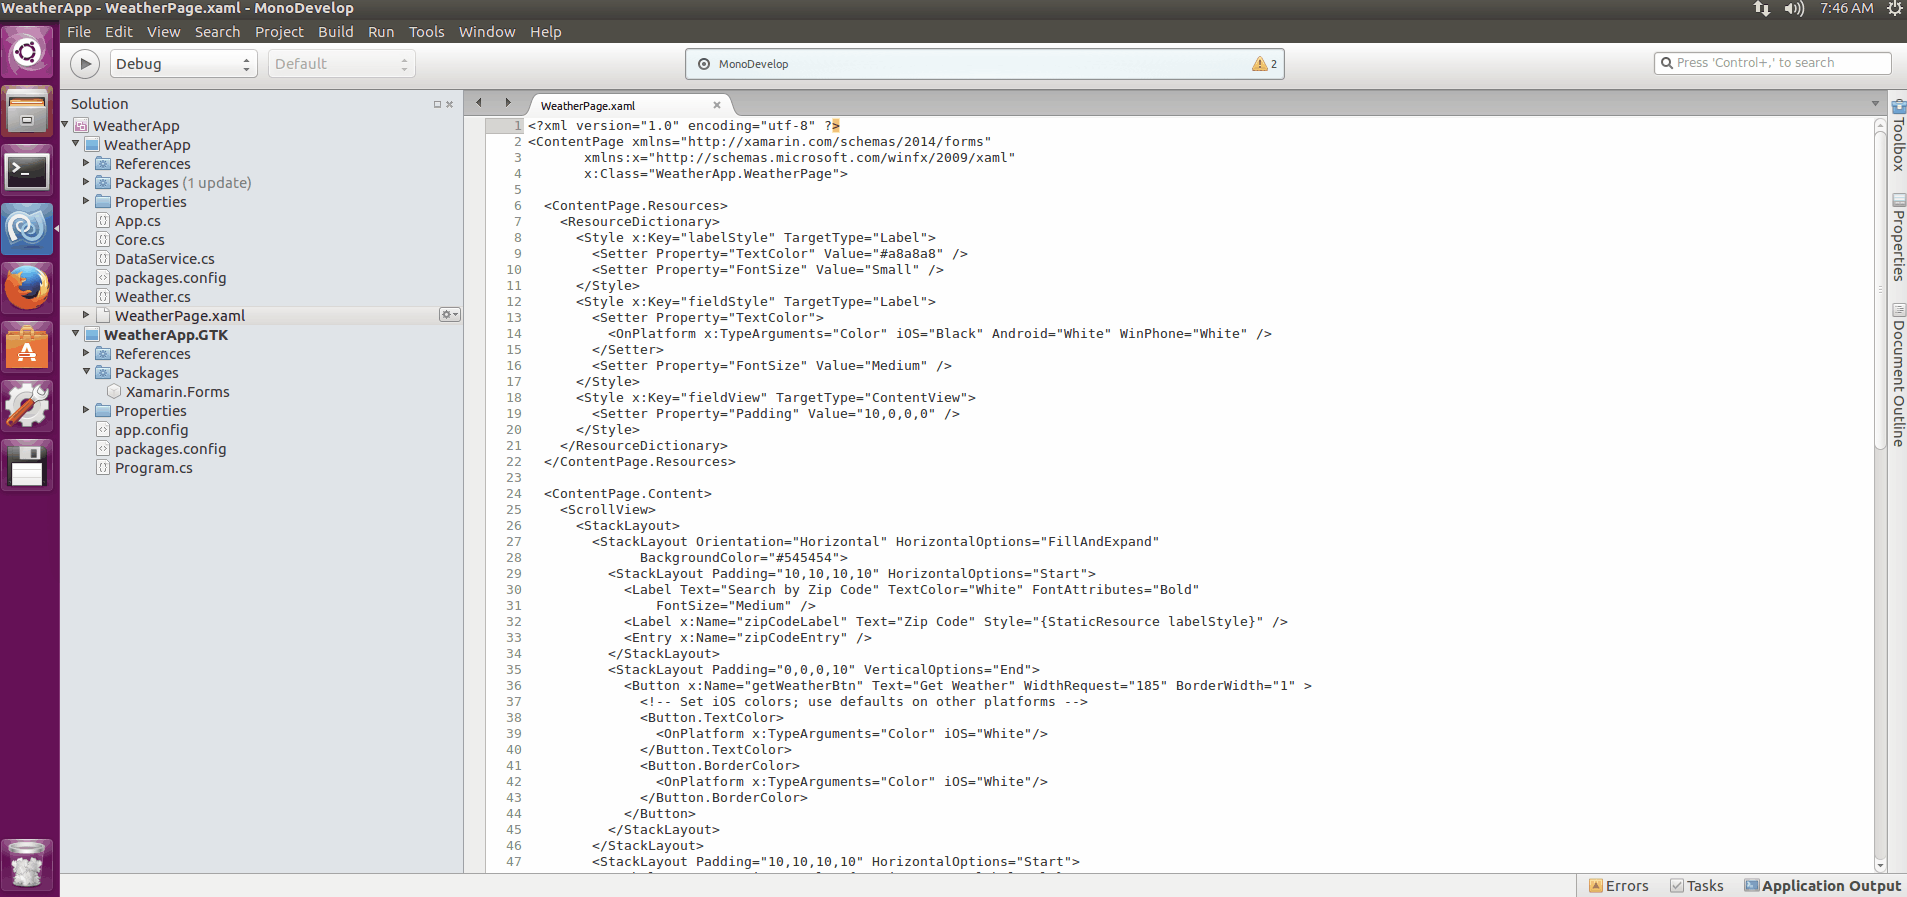 WeatherApp - WeatherPage.xaml - MonoDevelop
7:46 AM
File Edit View Search Project Build Run Tools Window Help
Debug
Default
MonoDevelop
2
Press 'Control+,' to search
Solution
WeatherApp
WeatherApp
References
Packages (1 update)
Properties
App.cs
Core.cs
DataService.cs
packages.config
Weather.cs
WeatherPage.xaml
WeatherApp.GTK
References
Packages
Xamarin.Forms
Properties
app.config
packages.config
Program.cs
WeatherPage.xaml
1 <?xml version="1.0" encoding="utf-8" ?>
2 <ContentPage xmlns="http://xamarin.com/schemas/2014/forms"
3 xmlns:x="http://schemas.microsoft.com/winfx/2009/xaml"
4 x:Class="WeatherApp.WeatherPage">
5
6 <ContentPage.Resources>
7 <ResourceDictionary>
8 <Style x:Key="labelStyle" TargetType="Label">
9 <Setter Property="TextColor" Value="#a8a8a8" />
10 <Setter Property="FontSize" Value="Small" />
11 </Style>
12 <Style x:Key="fieldStyle" TargetType="Label">
13 <Setter Property="TextColor">
14 <OnPlatform x:TypeArguments="Color" iOS="Black" Android="White" WinPhone="White" />
15 </Setter>
16 <Setter Property="FontSize" Value="Medium" />
17 </Style>
18 <Style x:Key="fieldView" TargetType="ContentView">
19 <Setter Property="Padding" Value="10,0,0,0" />
20 </Style>
21 </ResourceDictionary>
22 </ContentPage.Resources>
23
24 <ContentPage.Content>
25 <ScrollView>
26 <StackLayout>
27 <StackLayout Orientation="Horizontal" HorizontalOptions="FillAndExpand"
28 BackgroundColor="#545454">
29 <StackLayout Padding="10,10,10,10" HorizontalOptions="Start">
30 <Label Text="Search by Zip Code" TextColor="White" FontAttributes="Bold"
31 FontSize="Medium" />
32 <Label x:Name="zipCodeLabel" Text="Zip Code" Style="{StaticResource labelStyle}" />
33 <Entry x:Name="zipCodeEntry" />
34 </StackLayout>
35 <StackLayout Padding="0,0,0,10" VerticalOptions="End">
36 <Button x:Name="getWeatherBtn" Text="Get Weather" WidthRequest="185" BorderWidth="1" >
37 <!-- Set iOS colors; use defaults on other platforms -->
38 <Button.TextColor>
39 <OnPlatform x:TypeArguments="Color" iOS="White"/>
40 </Button.TextColor>
41 <Button.BorderColor>
42 <OnPlatform x:TypeArguments="Color" iOS="White"/>
43 </Button.BorderColor>
44 </Button>
45 </StackLayout>
46 </StackLayout>
47 <StackLayout Padding="10,10,10,10" HorizontalOptions="Start">
Toolbox
Properties
Document Outline
Errors
Tasks
Application Output